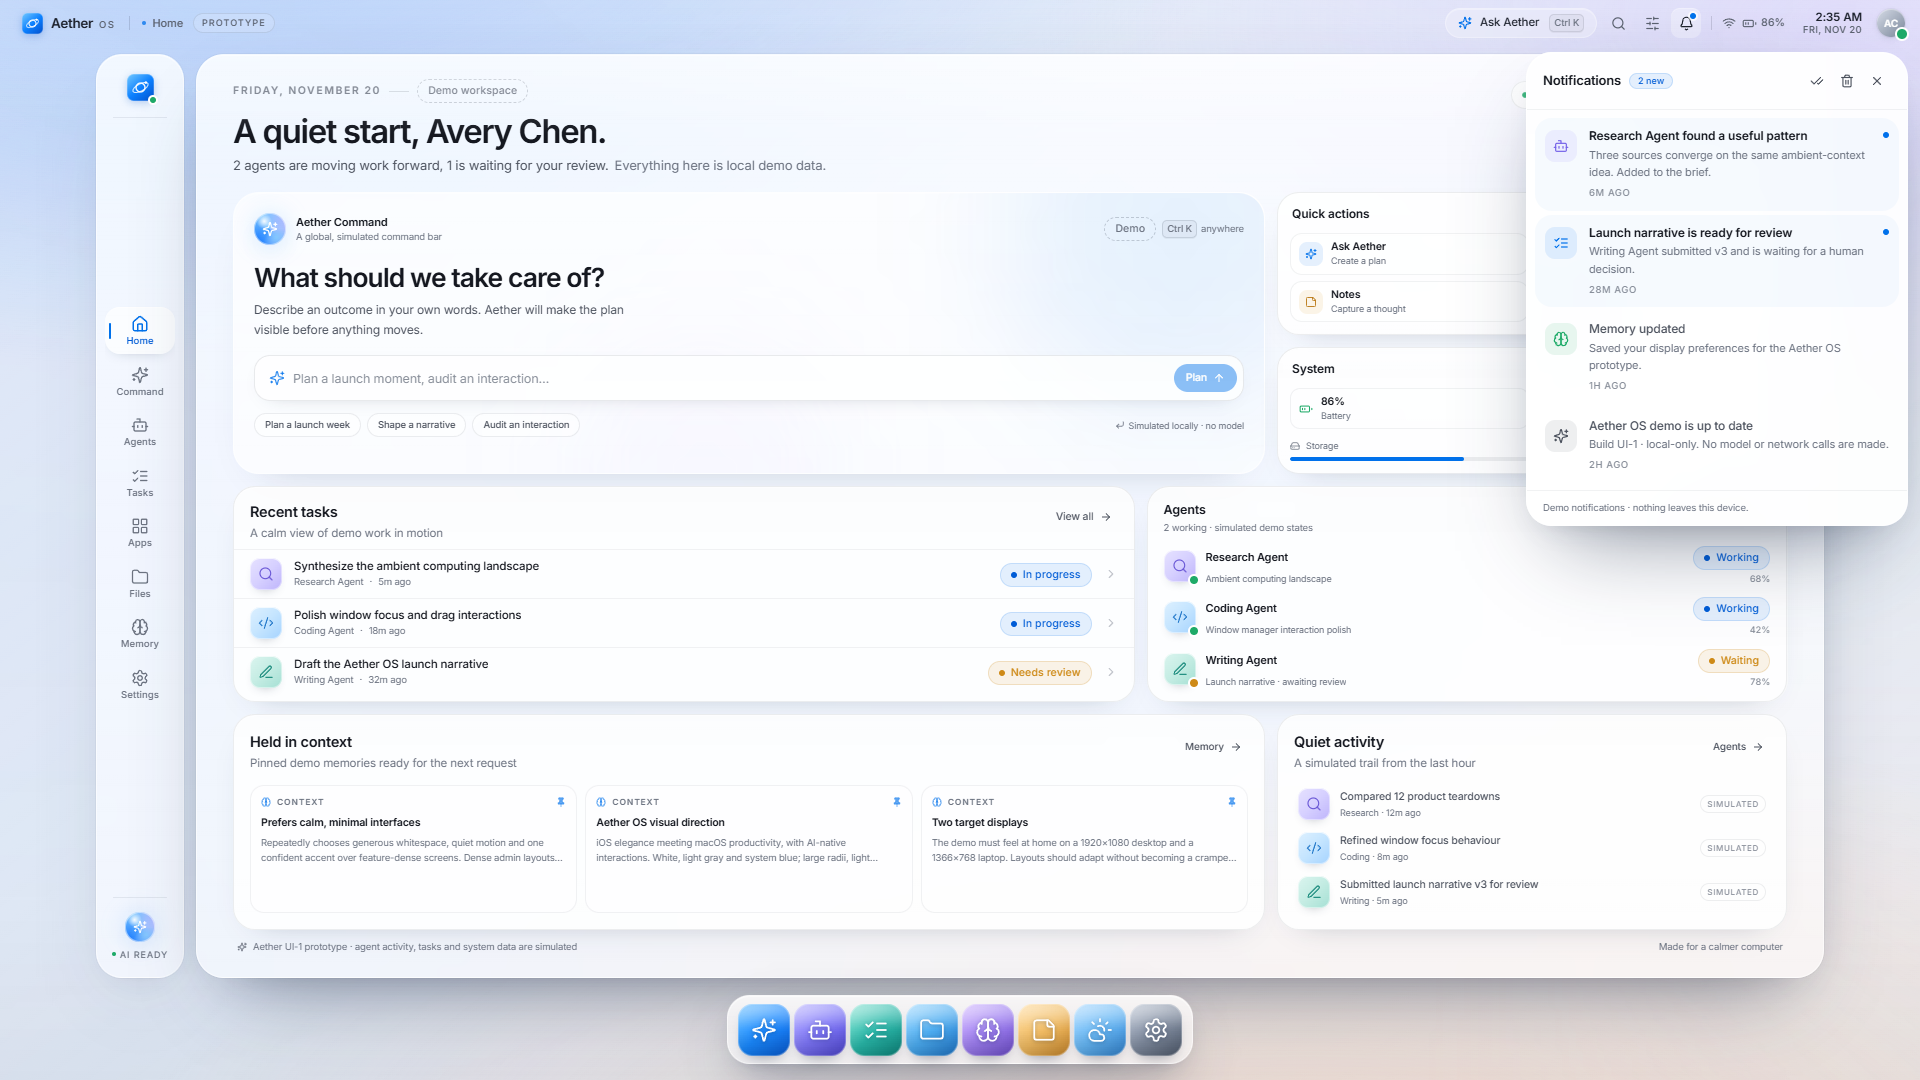 Aether OS
Home
PROTOTYPE
Ask Aether
Ctrl K
86%
2:35 AM
FRI, NOV 20
AC
FRIDAY, NOVEMBER 20
Demo workspace
A quiet start, Avery Chen.
2 agents are moving work forward, 1 is waiting for your review. Everything here is local demo data.
Home
Command
Agents
Tasks
Apps
Files
Memory
Settings
AI READY
Aether Command
A global, simulated command bar
Demo
Ctrl K
anywhere
What should we take care of?
Describe an outcome in your own words. Aether will make the plan
visible before anything moves.
Plan a launch moment, audit an interaction...
Plan
Plan a launch week
Shape a narrative
Audit an interaction
Simulated locally · no model
Quick actions
Ask Aether
Create a plan
Notes
Capture a thought
System
86%
Battery
Storage
Notifications
2 new
Research Agent found a useful pattern
Three sources converge on the same ambient-context
idea. Added to the brief.
6M AGO
Launch narrative is ready for review
Writing Agent submitted v3 and is waiting for a human
decision.
28M AGO
Memory updated
Saved your display preferences for the Aether OS
prototype.
1H AGO
Aether OS demo is up to date
Build UI-1 · local-only. No model or network calls are made.
2H AGO
Demo notifications · nothing leaves this device.
Recent tasks
A calm view of demo work in motion
View all
Synthesize the ambient computing landscape
Research Agent · 5m ago
In progress
Polish window focus and drag interactions
Coding Agent · 18m ago
In progress
Draft the Aether OS launch narrative
Writing Agent · 32m ago
Needs review
Agents
2 working · simulated demo states
Research Agent
Ambient computing landscape
Working
68%
Coding Agent
Window manager interaction polish
Working
42%
Writing Agent
Launch narrative · awaiting review
Waiting
78%
Held in context
Pinned demo memories ready for the next request
Memory
CONTEXT
Prefers calm, minimal interfaces
Repeatedly chooses generous whitespace, quiet motion and one
confident accent over feature-dense screens. Dense admin layouts...
CONTEXT
Aether OS visual direction
iOS elegance meeting macOS productivity, with AI-native
interactions. White, light gray and system blue; large radii, light...
CONTEXT
Two target displays
The demo must feel at home on a 1920×1080 desktop and a
1366×768 laptop. Layouts should adapt without becoming a crampe...
Quiet activity
A simulated trail from the last hour
Agents
Compared 12 product teardowns
Research · 12m ago
SIMULATED
Refined window focus behaviour
Coding · 8m ago
SIMULATED
Submitted launch narrative v3 for review
Writing · 5m ago
SIMULATED
Aether UI-1 prototype · agent activity, tasks and system data are simulated
Made for a calmer computer